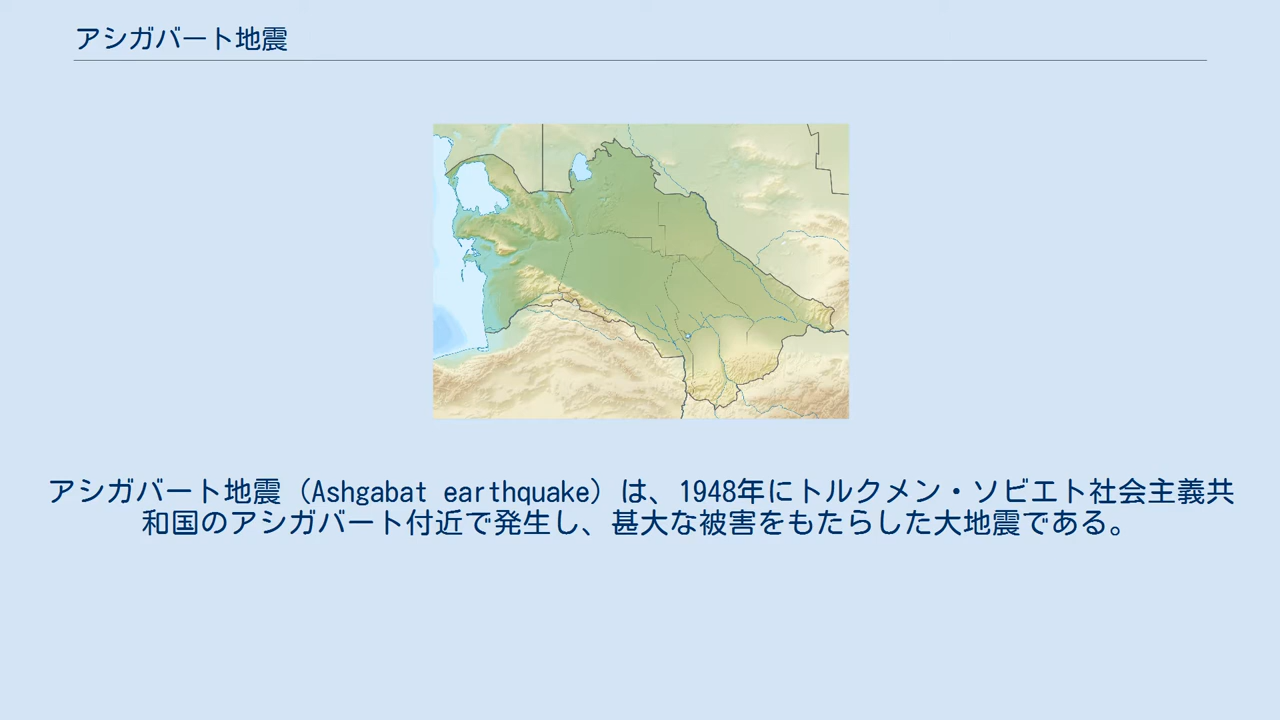 アシガバート地震
アシガバート地震（Ashgabat earthquake）は、1948年にトルクメン・ソビエト社会主義共
和国のアシガバート付近で発生し、甚大な被害をもたらした大地震である。